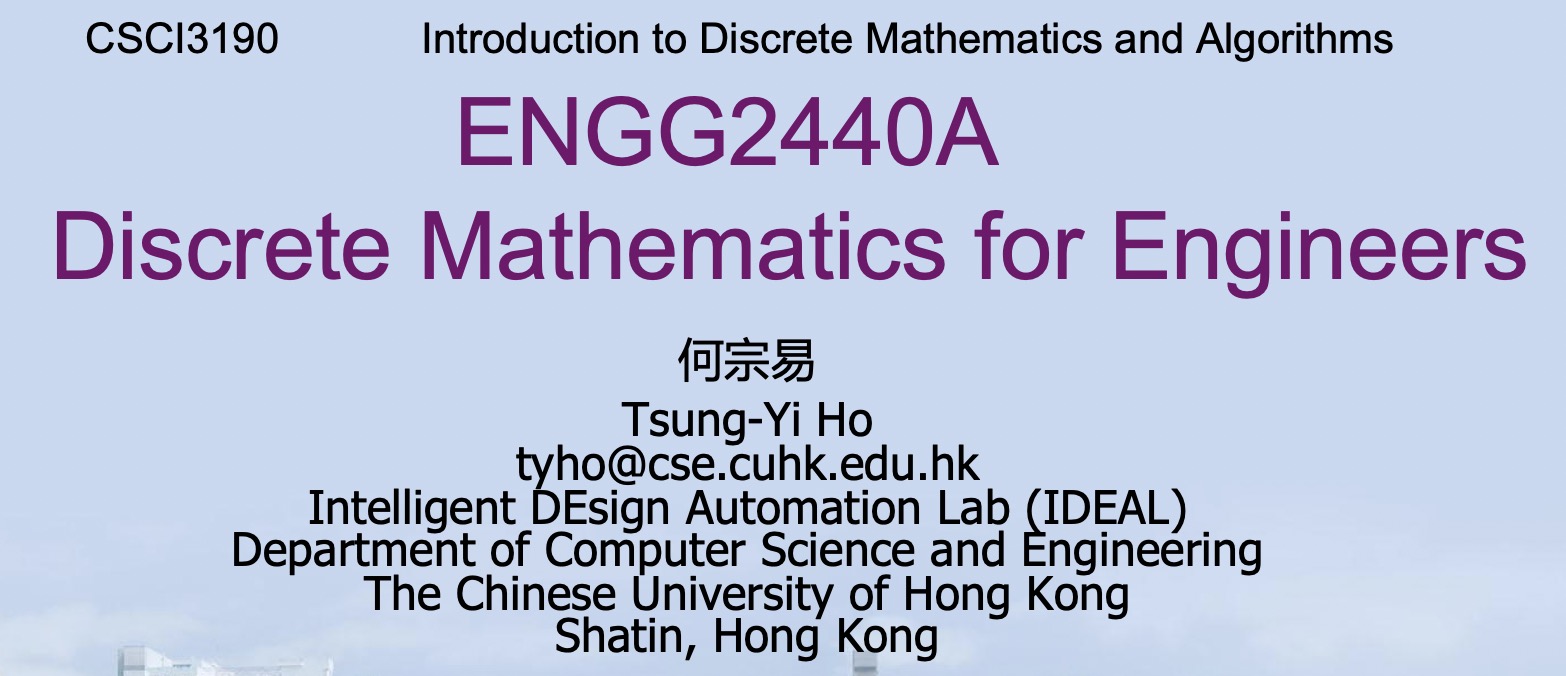 CSCI3190 Introduction to Discrete Mathematics and Algorithms
ENGG2440A
Discrete Mathematics for Engineers
何宗易
Tsung-Yi Ho
tyho@cse.cuhk.edu.hk
Intelligent DEsign Automation Lab (IDEAL)
Department of Computer Science and Engineering
The Chinese University of Hong Kong
Shatin, Hong Kong